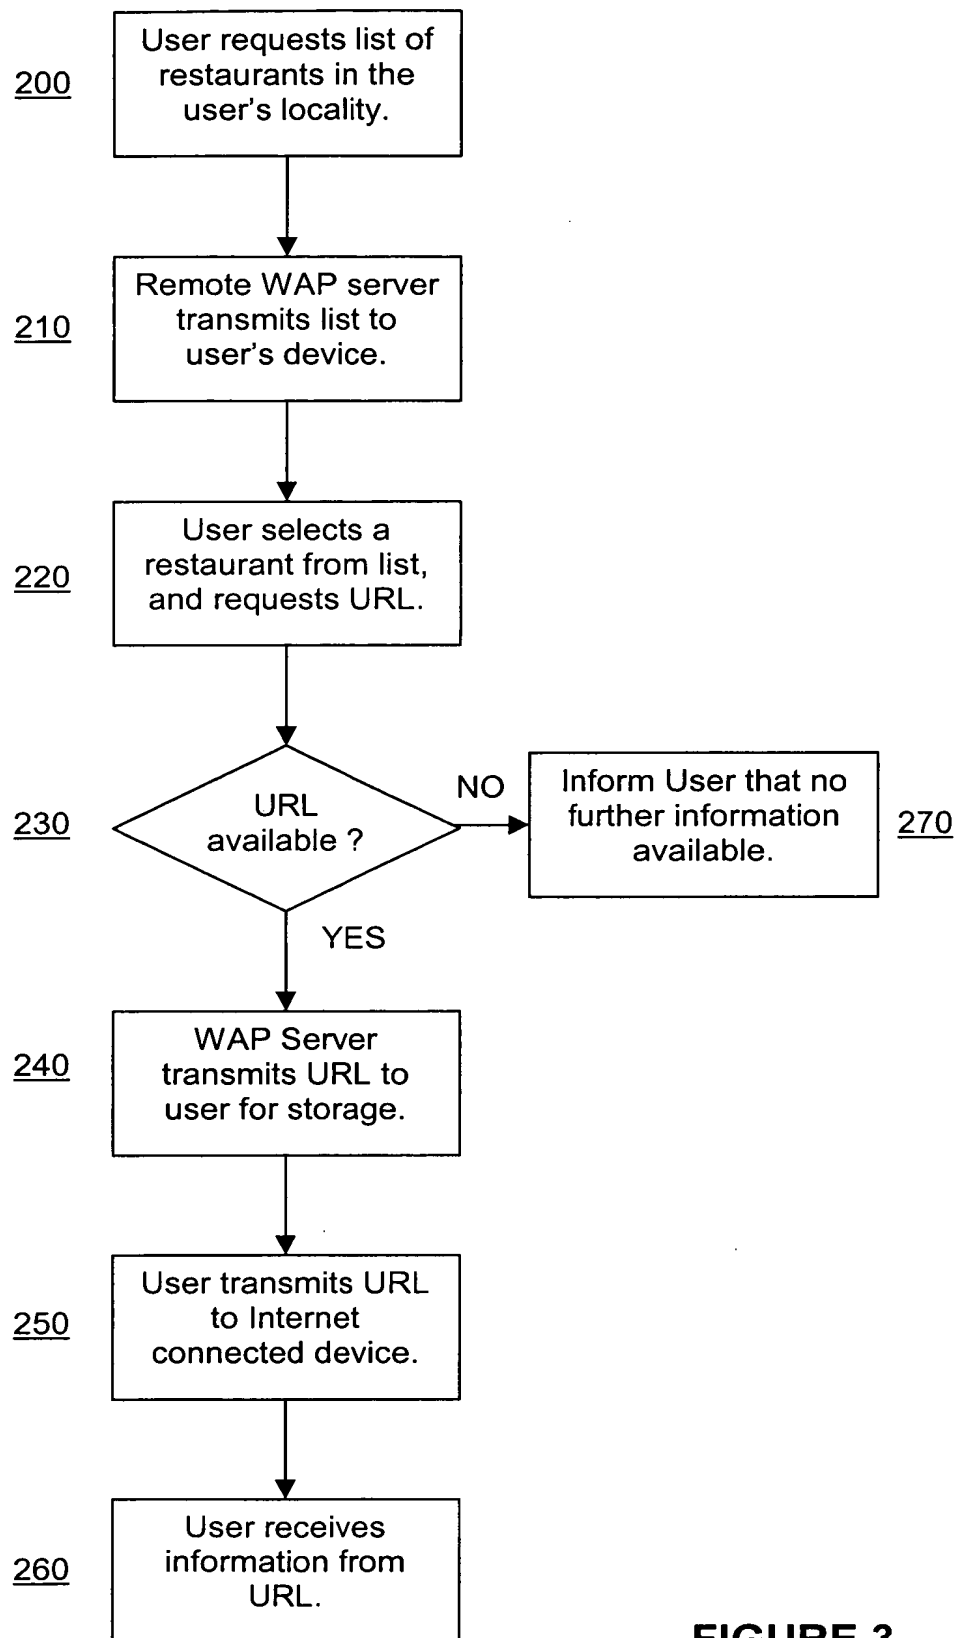 200
User requests list of
restaurants in the
user's locality.
210
Remote WAP server
transmits list to
user's device.
220
User selects a
restaurant from list,
and requests URL.
230
URL
available ?
NO
Inform User that no
further information
available.
270
YES
240
WAP Server
transmits URL to
user for storage.
250
User transmits URL
to Internet
connected device.
260
User receives
information from
URL.
FIGURE 3